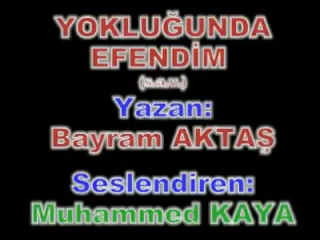 YOKLUĞUNDA
EFENDİM
(s.a.v.)
Yazan:
Bayram AKTAŞ
Seslendiren:
Muhammed KAYA